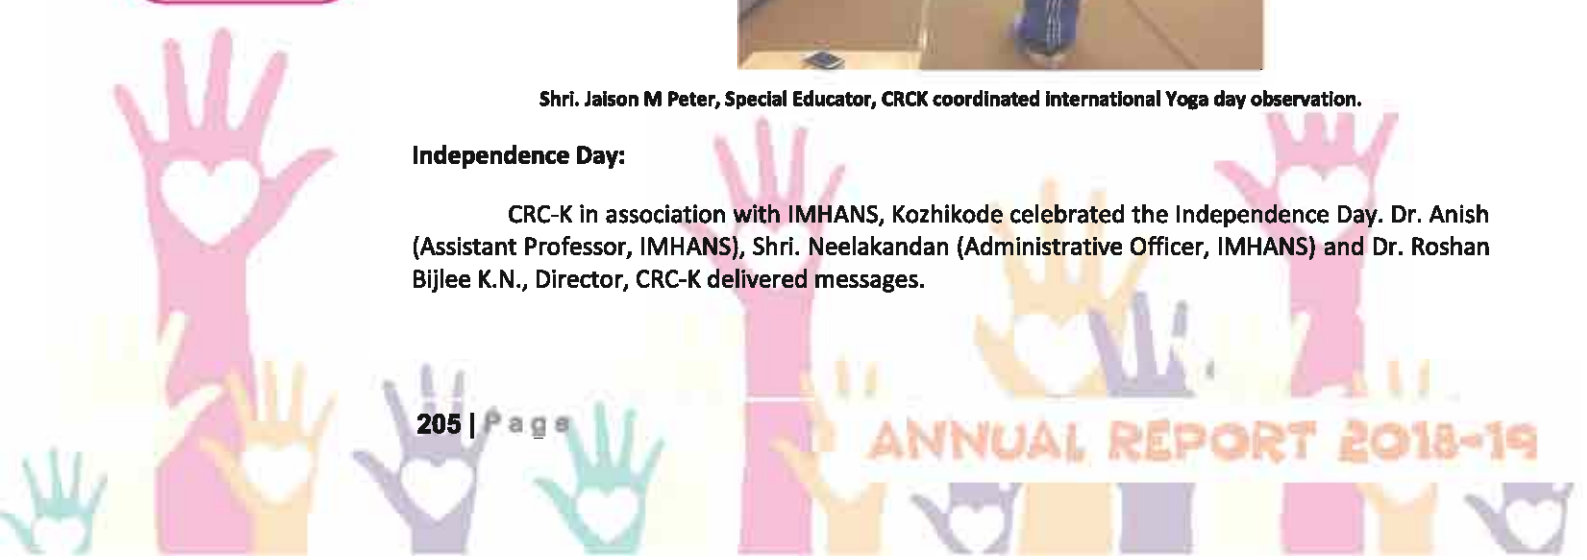 Shri. Jaison M Peter, Special Educator, CRCK coordinated international Yoga day observation.
Independence Day:
CRC-K in association with IMHANS, Kozhikode celebrated the Independence Day. Dr. Anish
(Assistant Professor, IMHANS), Shri. Neelakandan (Administrative Officer, IMHANS) and Dr. Roshan
Bijlee K.N., Director, CRC-K delivered messages.
205 | Page
ANNUAL REPORT 2018-19